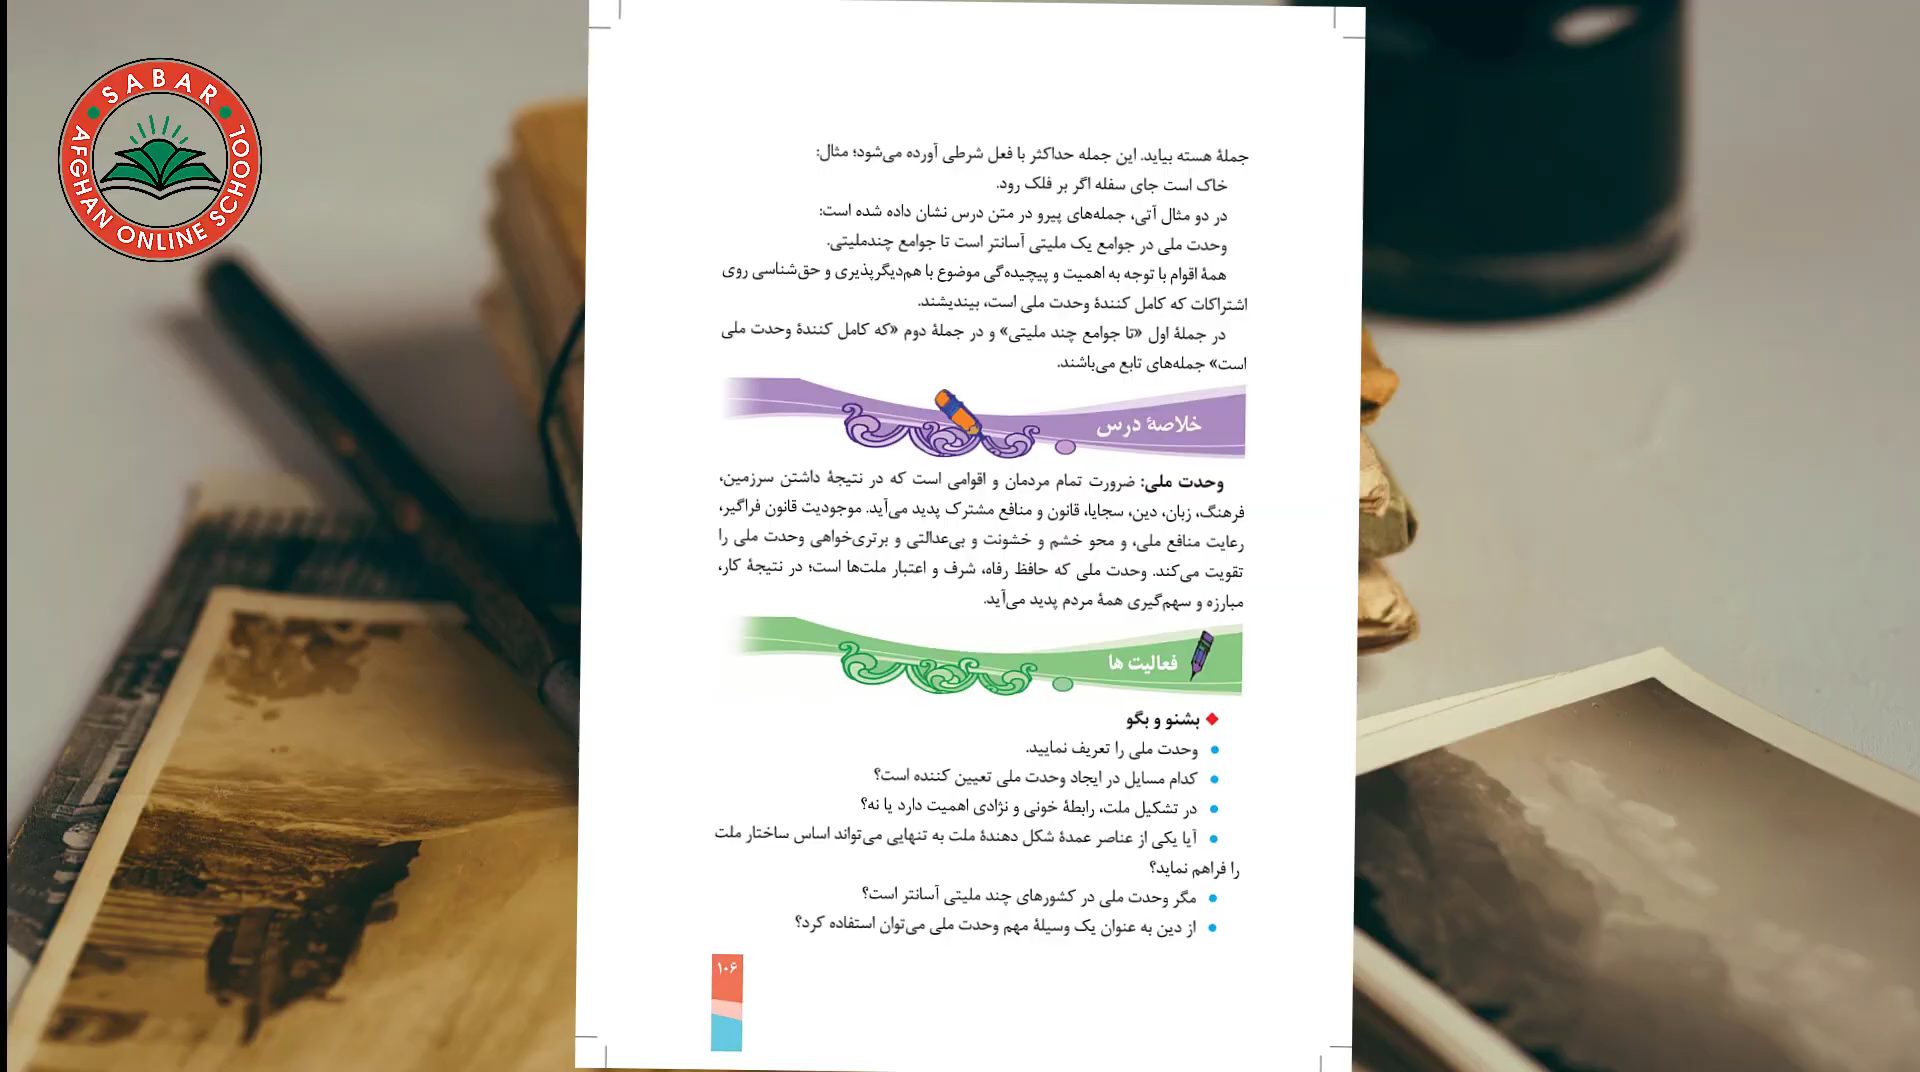 SABAR
AFGHAN ONLINE SCHOOL
جملهٔ هسته بیاید. این جمله حداکثر با فعل شرطی آورده می‌شود؛ مثال:
خاک است جای سفله اگر بر فلک رود.
در دو مثال آتی، جمله‌های پیرو در متن درس نشان داده شده است:
وحدت ملی در جوامع یک ملیتی آسانتر است تا جوامع چندملیتی.
همهٔ اقوام با توجه به اهمیت و پیچیده‌گی موضوع با هم‌دیگرپذیری و حق‌شناسی روی
اشتراکات که کامل کنندهٔ وحدت ملی است، بیندیشند.
در جملهٔ اول «تا جوامع چند ملیتی» و در جملهٔ دوم «که کامل کنندهٔ وحدت ملی
است» جمله‌های تابع می‌باشند.
خلاصهٔ درس
وحدت ملی: ضرورت تمام مردمان و اقوامی است که در نتیجهٔ داشتن سرزمین،
فرهنگ، زبان، دین، سجایا، قانون و منافع مشترک پدید می‌آید. موجودیت قانون فراگیر،
رعایت منافع ملی، و محو خشم و خشونت و بی‌عدالتی و برتری‌خواهی وحدت ملی را
تقویت می‌کند. وحدت ملی که حافظ رفاه، شرف و اعتبار ملت‌ها است؛ در نتیجهٔ کار،
مبارزه و سهم‌گیری همهٔ مردم پدید می‌آید.
فعالیت ها
بشنو و بگو
وحدت ملی را تعریف نمایید.
کدام مسایل در ایجاد وحدت ملی تعیین کننده است؟
در تشکیل ملت، رابطهٔ خونی و نژادی اهمیت دارد یا نه؟
آیا یکی از عناصر عمدهٔ شکل دهندهٔ ملت به تنهایی می‌تواند اساس ساختار ملت
را فراهم نماید؟
مگر وحدت ملی در کشورهای چند ملیتی آسانتر است؟
از دین به عنوان یک وسیلهٔ مهم وحدت ملی می‌توان استفاده کرد؟
۱۰۶